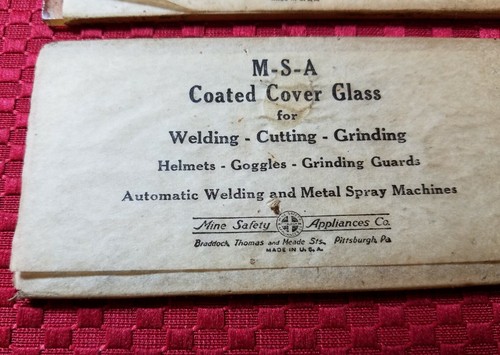 M-S-A
Coated Cover Glass
for
Welding - Cutting - Grinding
Helmets - Goggles - Grinding Guards
Automatic Welding and Metal Spray Machines
Mine Safety Appliances Co.
Braddock, Thomas and Meade Sts., Pittsburgh, Pa
MADE IN U.S.A.